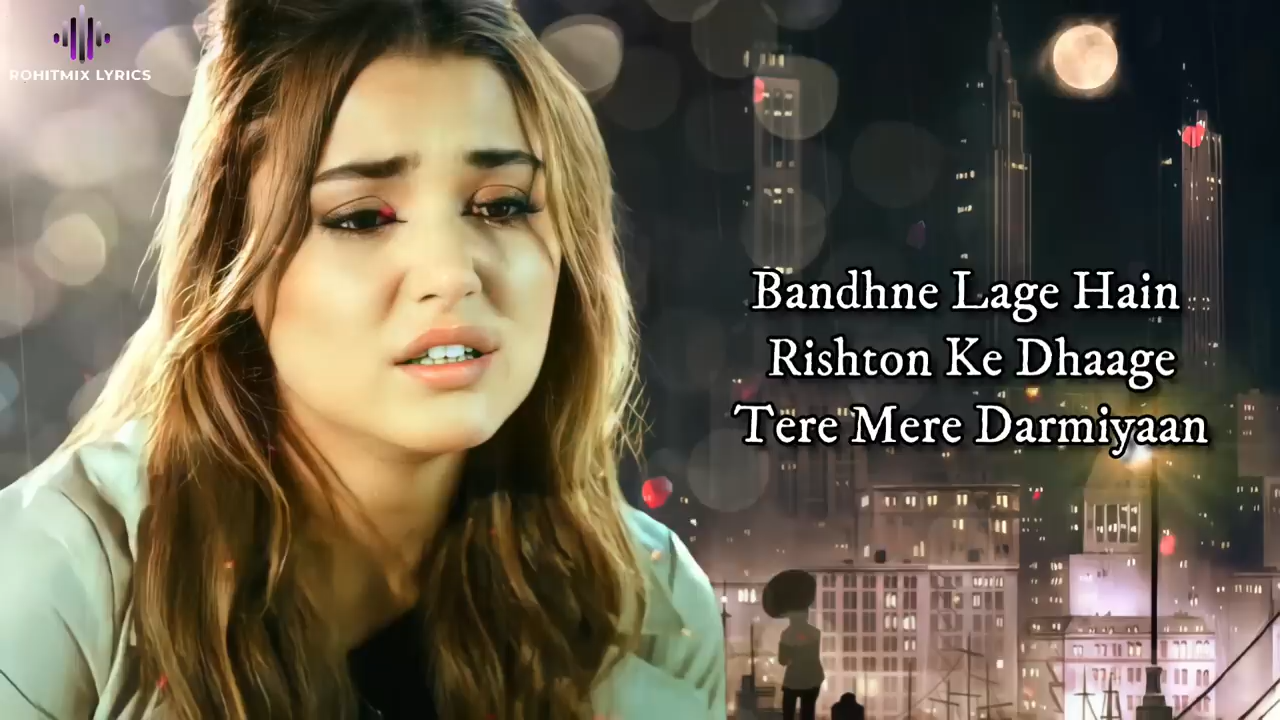 ROHITMIX LYRICS
Bandhne Lage Hain
Rishton Ke Dhaage
Tere Mere Darmiyaan